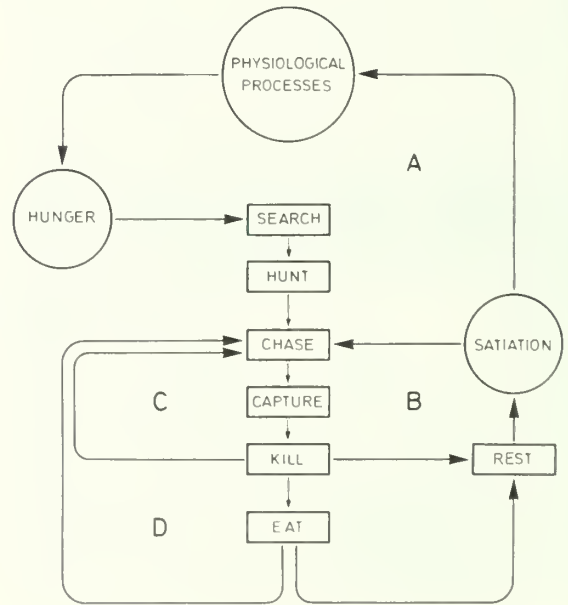 PHYSIOLOGICAL
PROCESSES
A
HUNGER
SEARCH
HUNT
CHASE
SATIATION
C
CAPTURE
B
KILL
REST
D
EAT